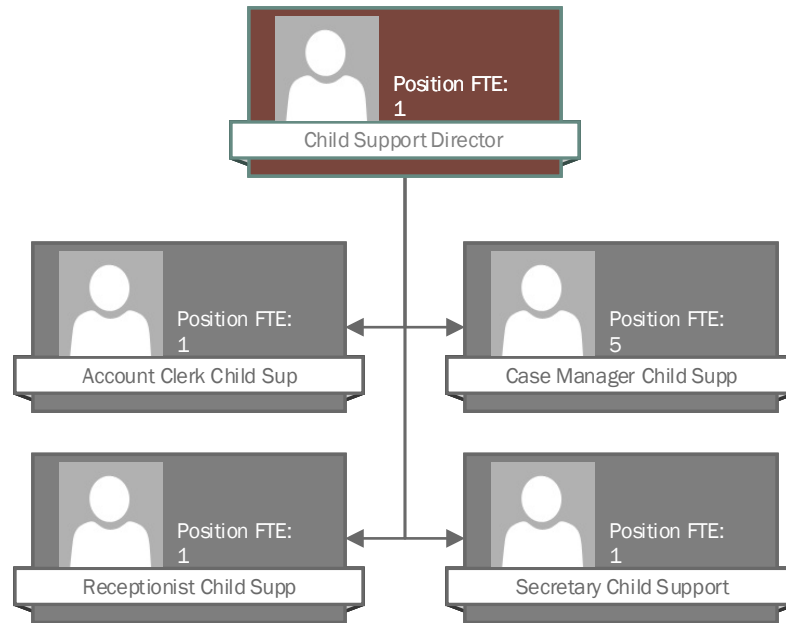 Position FTE:
1
Child Support Director
Position FTE:
1
Account Clerk Child Sup
Position FTE:
5
Case Manager Child Supp
Position FTE:
1
Receptionist Child Supp
Position FTE:
1
Secretary Child Support